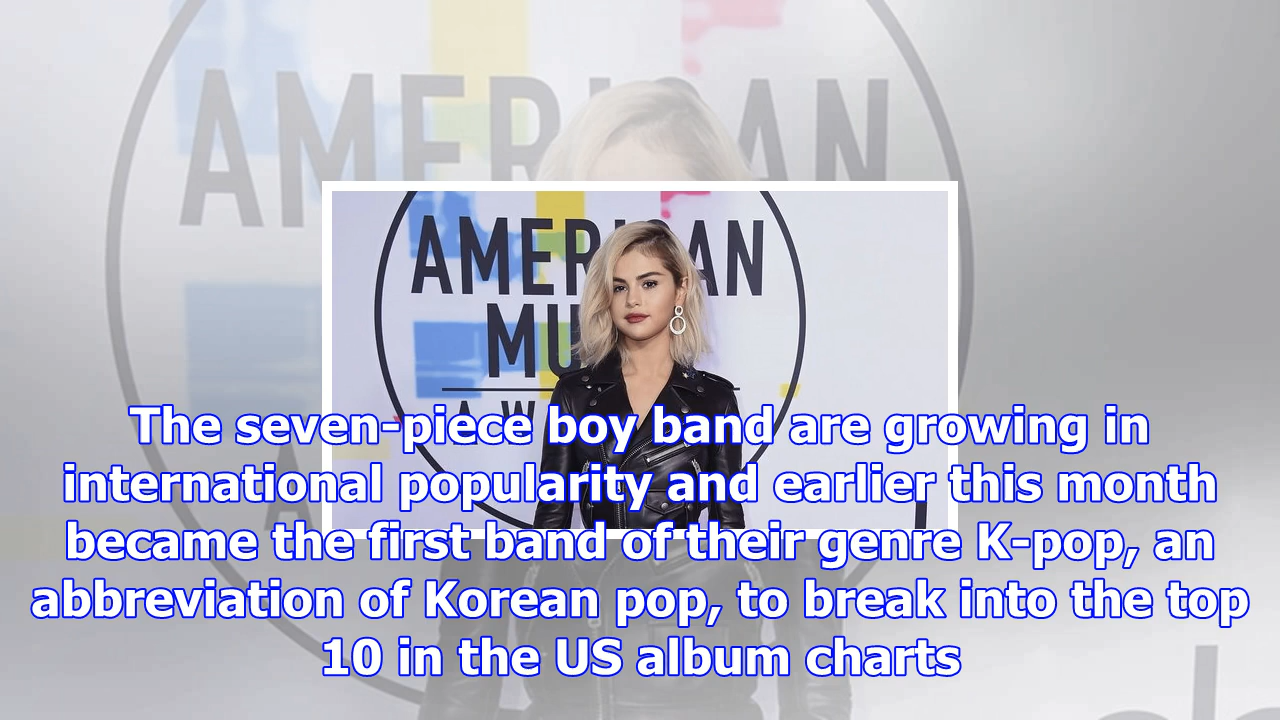 AMERICAN
AMERICAN
MU
AW
The seven-piece boy band are growing in
international popularity and earlier this month
became the first band of their genre K-pop, an
abbreviation of Korean pop, to break into the top
10 in the US album charts